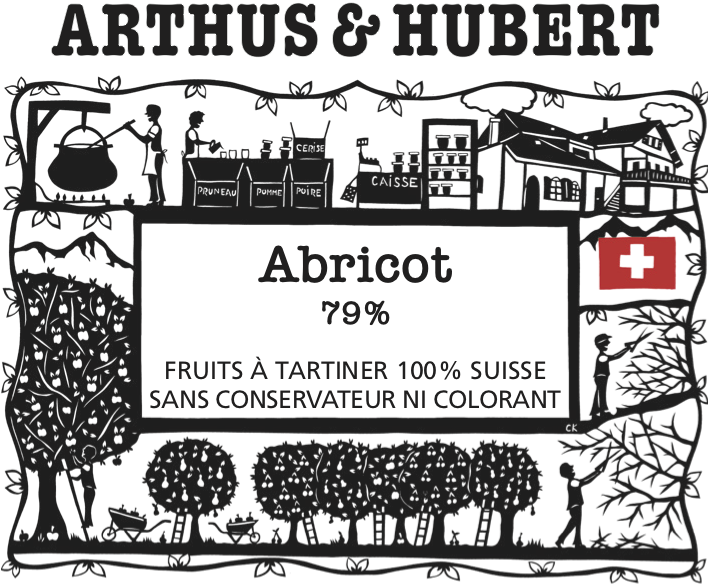 ARTHUS & HUBERT
CERISE
PRUNEAU
POMME
POIRE
CAISSE
Abricot
79%
FRUITS À TARTINER 100% SUISSE
SANS CONSERVATEUR NI COLORANT
CK